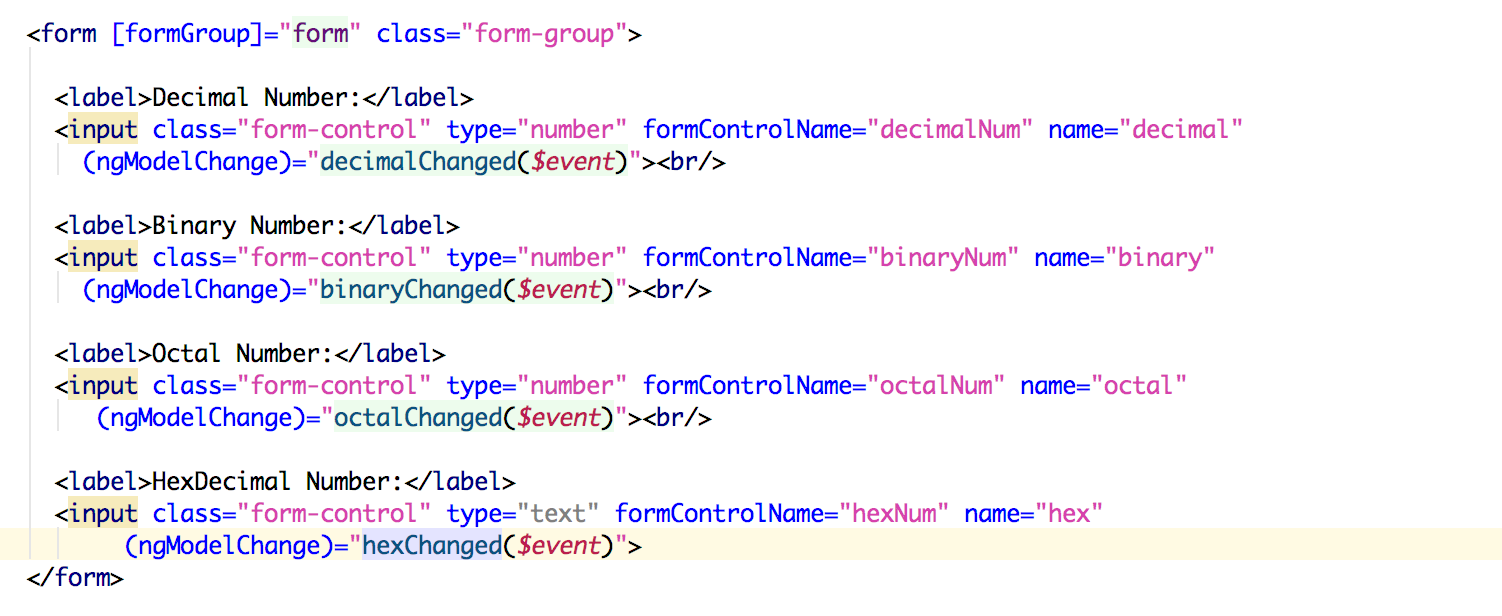 <form [formGroup]="form" class="form-group">
<label>Decimal Number:</label>
<input class="form-control" type="number" formControlName="decimalNum" name="decimal"
(ngModelChange)="decimalChanged($event)"><br/>
<label>Binary Number:</label>
<input class="form-control" type="number" formControlName="binaryNum" name="binary"
(ngModelChange)="binaryChanged($event)"><br/>
<label>Octal Number:</label>
<input class="form-control" type="number" formControlName="octalNum" name="octal"
(ngModelChange)="octalChanged($event)"><br/>
<label>HexDecimal Number:</label>
<input class="form-control" type="text" formControlName="hexNum" name="hex"
(ngModelChange)="hexChanged($event)">
</form>